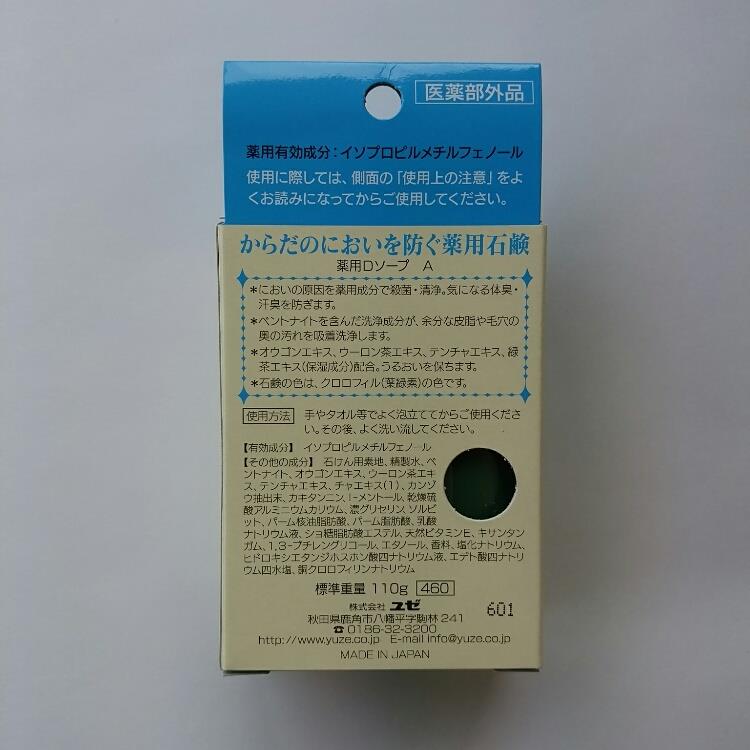 医薬部外品
薬用有効成分：イソプロピルメチルフェノール
使用に際しては、側面の「使用上の注意」をよ
くお読みになってからご使用してください。
からだのにおいを防ぐ薬用石鹸
薬用Dソープ A
＊においの原因を薬用成分で殺菌・清浄。気になる体臭・
汗臭を防ぎます。
＊ベントナイトを含んだ洗浄成分が、余分な皮脂や毛穴の
奥の汚れを吸着洗浄します。
＊オウゴンエキス、ウーロン茶エキス、テンチャエキス、緑
茶エキス(保湿成分)配合。うるおいを保ちます。
＊石鹸の色は、クロロフィル(葉緑素)の色です。
使用方法 手やタオル等でよく泡立ててからご使用くださ
い。その後、よく洗い流してください。
【有効成分】 イソプロピルメチルフェノール
【その他の成分】 石けん用素地、精製水、ベ
ントナイト、オウゴンエキス、ウーロン茶エキ
ス、テンチャエキス、チャエキス(1)、カンゾ
ウ抽出末、カキタンニン、l-メントール、乾燥硫
酸アルミニウムカリウム、濃グリセリン、ソルビ
ット、パーム核油脂肪酸、パーム脂肪酸、乳酸
ナトリウム液、ショ糖脂肪酸エステル、天然ビタミンE、キサンタン
ガム、1,3-ブチレングリコール、エタノール、香料、塩化ナトリウム、
ヒドロキシエタンジホスホン酸四ナトリウム液、エデト酸四ナトリ
ウム四水塩、銅クロロフィリンナトリウム
標準重量 110g 460
株式会社 ユゼ
601
秋田県鹿角市八幡平字駒林241
☎0186-32-3200
http://www.yuze.co.jp E-mail info@yuze.co.jp
MADE IN JAPAN